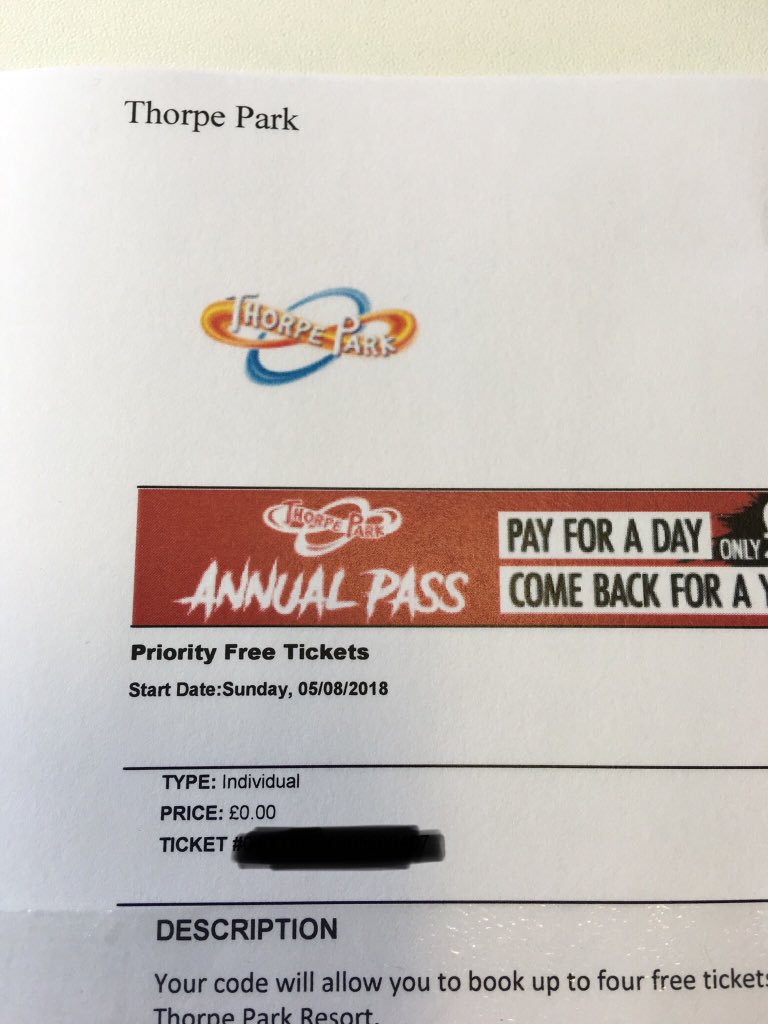 Thorpe Park
THORPE PARK
THORPE PARK
ANNUAL PASS
PAY FOR A DAY
ONLY
COME BACK FOR A
Priority Free Tickets
Start Date:Sunday, 05/08/2018
TYPE: Individual
PRICE: £0.00
TICKET #
DESCRIPTION
Your code will allow you to book up to four free tickets
Thorpe Park Resort.